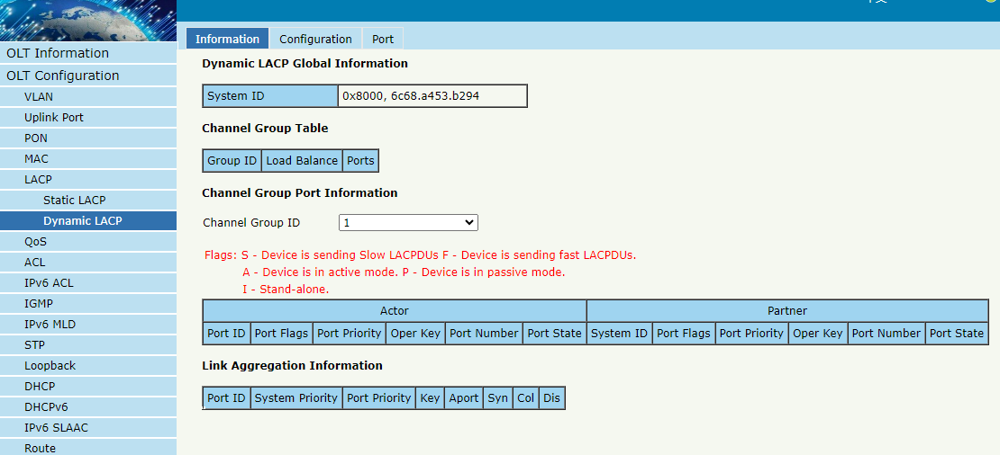 Information Configuration Port
OLT Information
OLT Configuration
VLAN
Uplink Port
PON
MAC
LACP
Static LACP
Dynamic LACP
QoS
ACL
IPv6 ACL
IGMP
IPv6 MLD
STP
Loopback
DHCP
DHCPv6
IPv6 SLAAC
Route
Dynamic LACP Global Information
System ID 0x8000, 6c68.a453.b294
Channel Group Table
Group ID Load Balance Ports
Channel Group Port Information
Channel Group ID 1
Flags: S - Device is sending Slow LACPDUs F - Device is sending fast LACPDUs.
A - Device is in active mode. P - Device is in passive mode.
I - Stand-alone.
Actor Partner
Port ID Port Flags Port Priority Oper Key Port Number Port State System ID Port Flags Port Priority Oper Key Port Number Port State
Link Aggregation Information
Port ID System Priority Port Priority Key Aport Syn Col Dis